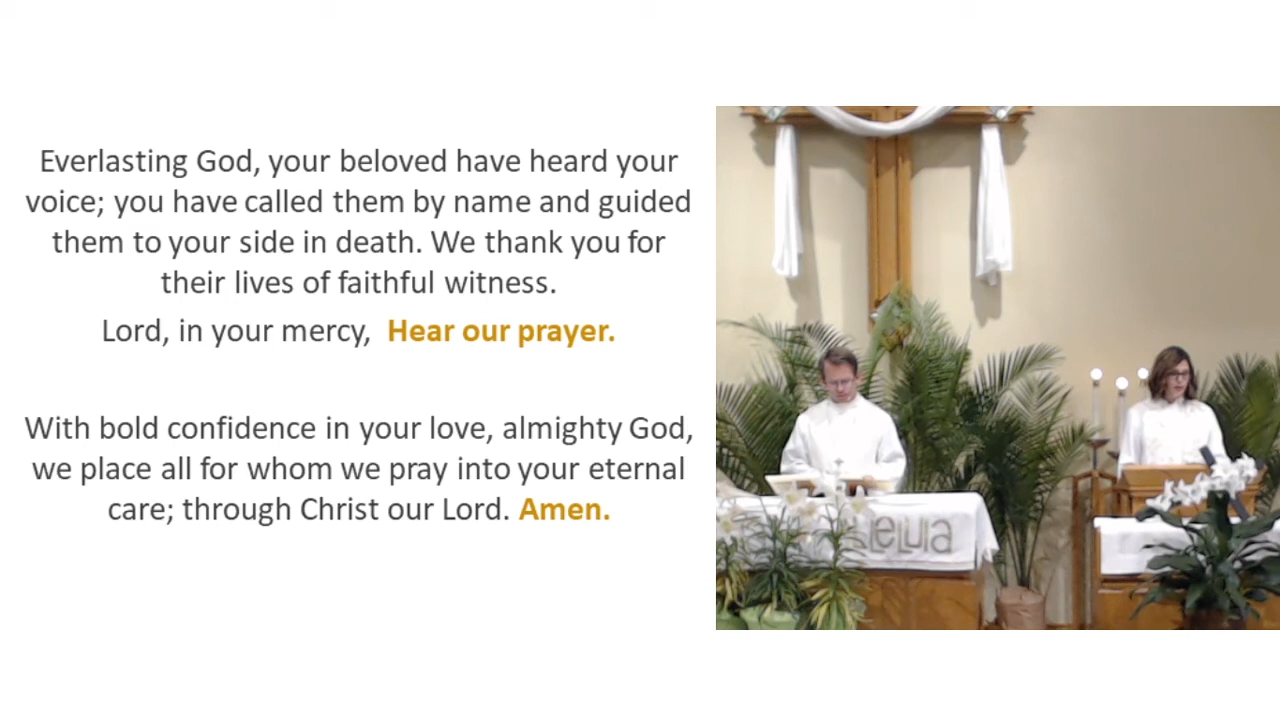 Everlasting God, your beloved have heard your
voice; you have called them by name and guided
them to your side in death. We thank you for
their lives of faithful witness.
Lord, in your mercy, Hear our prayer.
With bold confidence in your love, almighty God,
we place all for whom we pray into your eternal
care; through Christ our Lord. Amen.